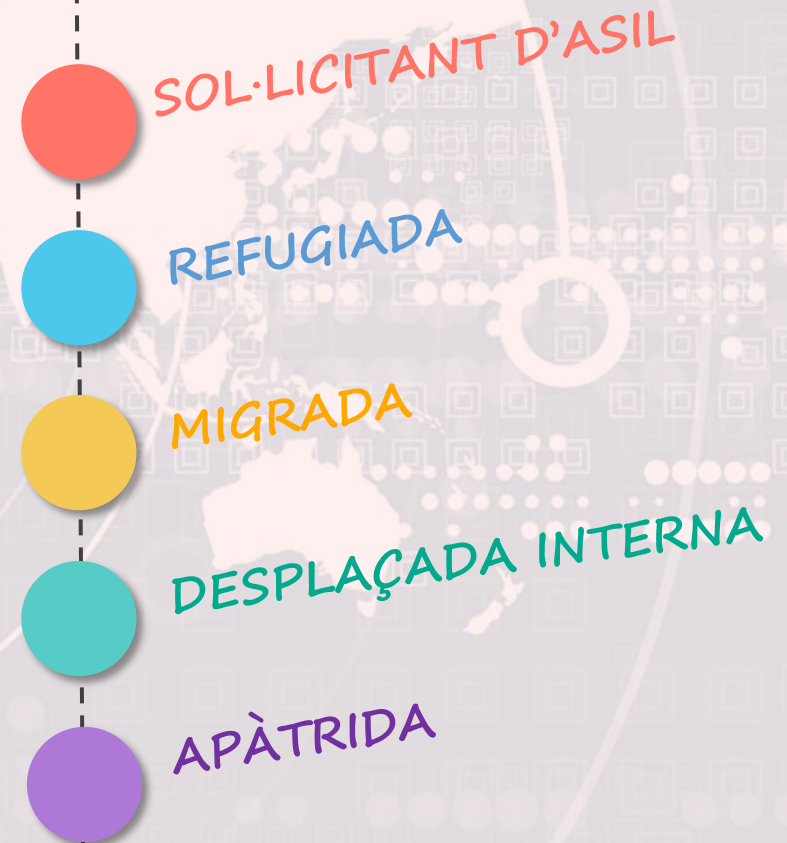 SOL·LICITANT D'ASIL
REFUGIADA
MIGRADA
DESPLAÇADA INTERNA
APÀTRIDA